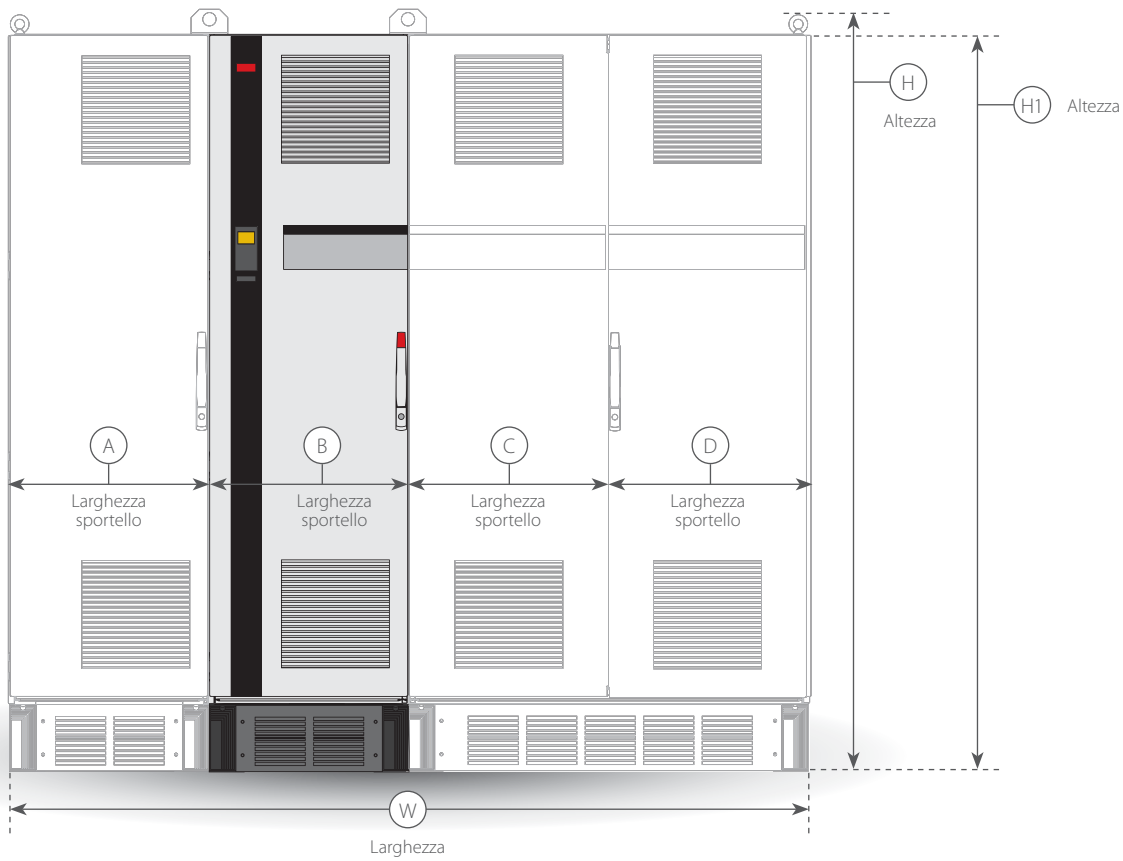 H
Altezza
H1 Altezza
A
Larghezza
sportello
B
Larghezza
sportello
C
Larghezza
sportello
D
Larghezza
sportello
W
Larghezza